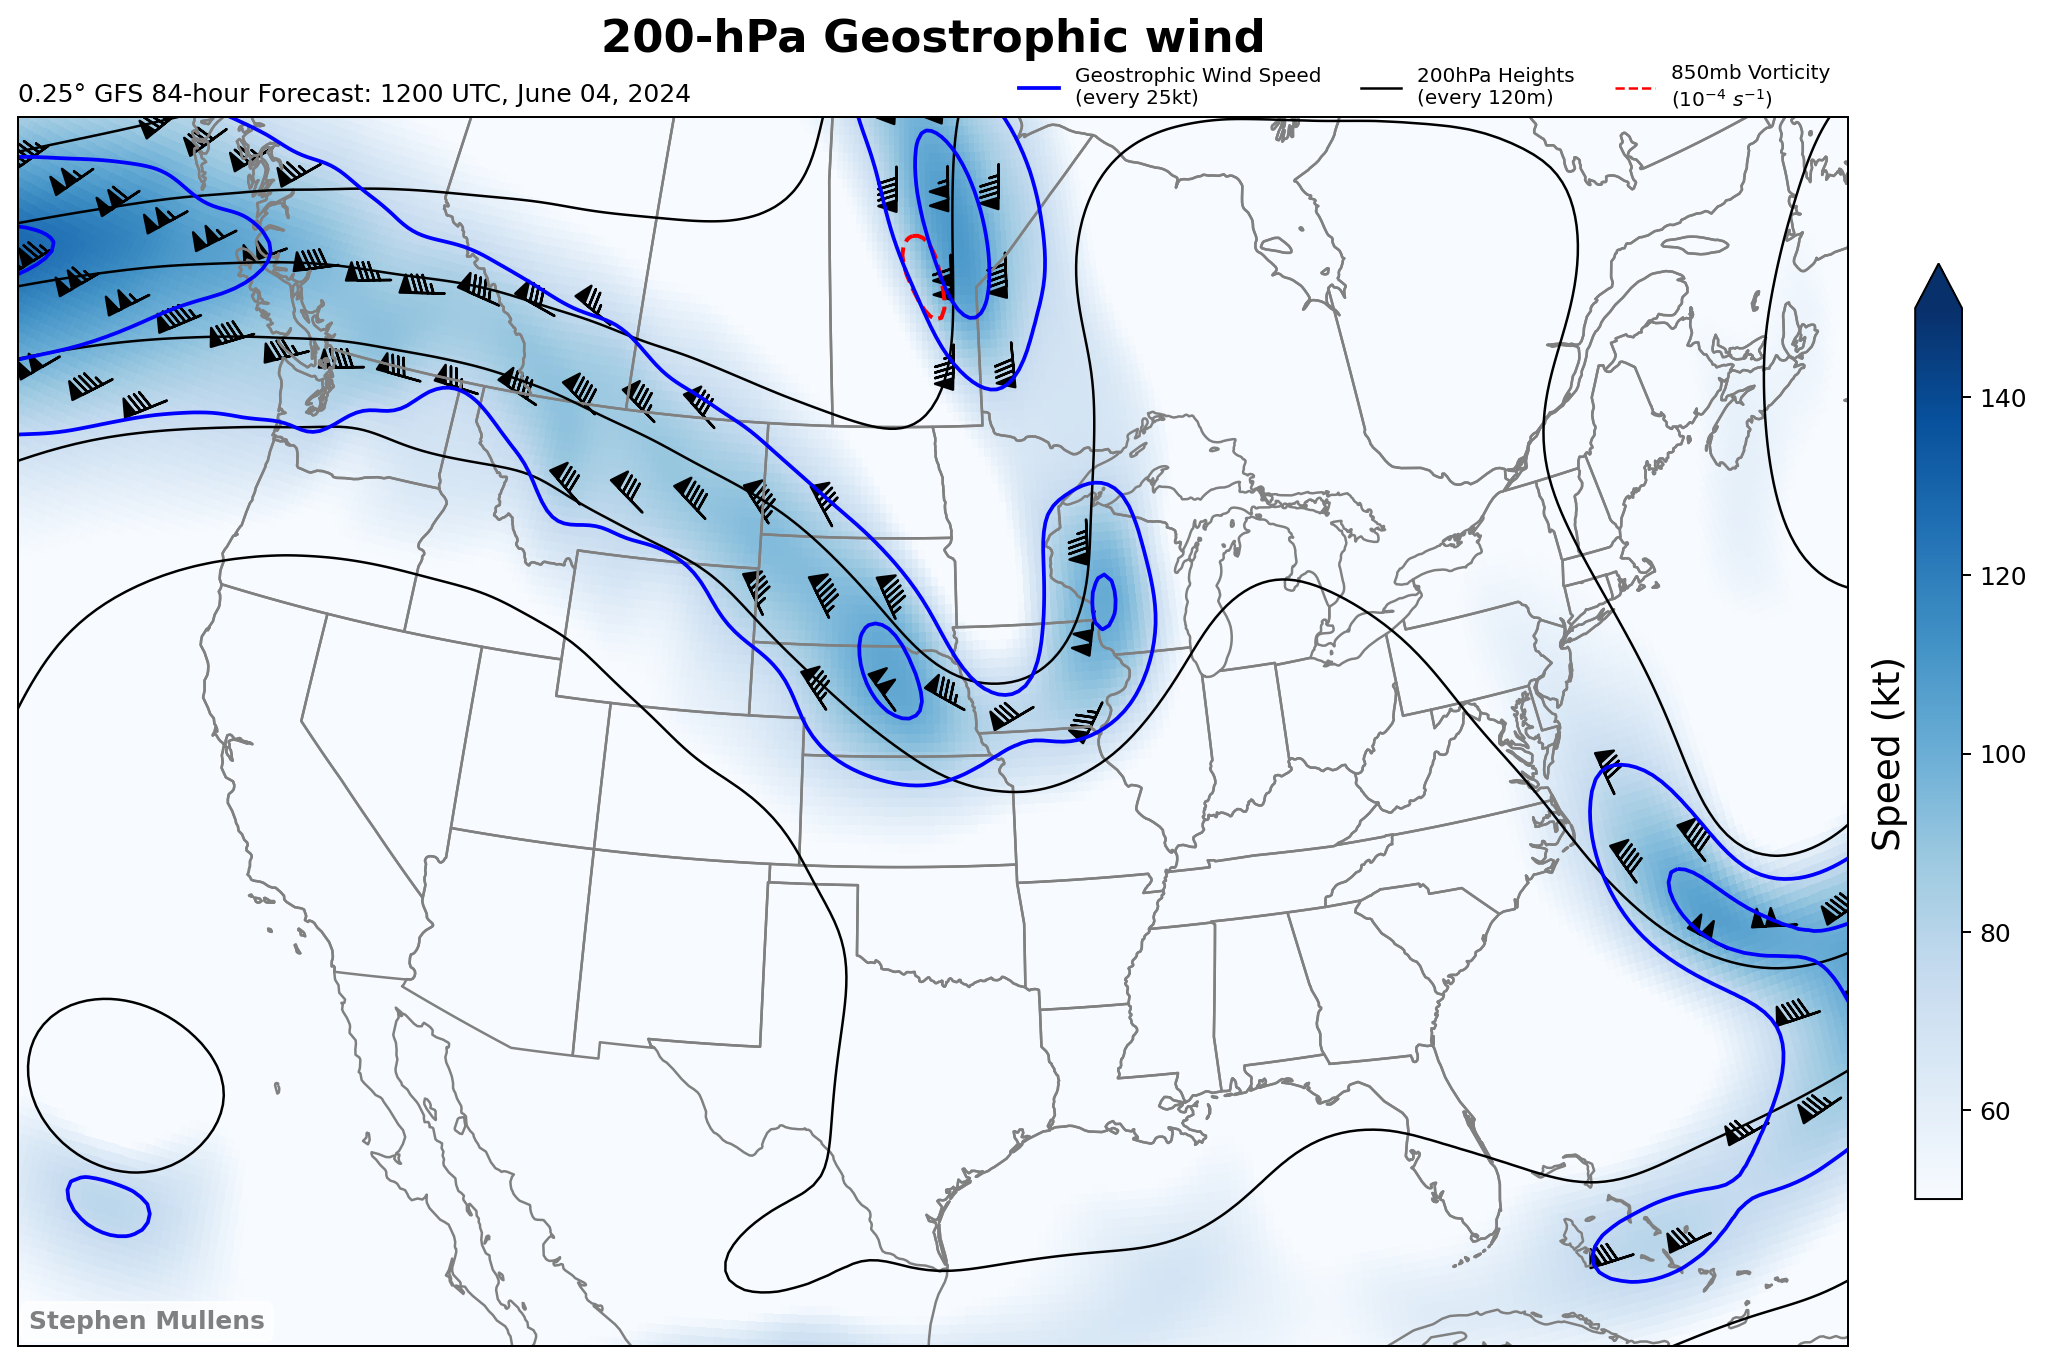 200-hPa Geostrophic wind
0.25° GFS 84-hour Forecast: 1200 UTC, June 04, 2024
Geostrophic Wind Speed
(every 25kt)
200hPa Heights
(every 120m)
850mb Vorticity
(10⁻⁴ s⁻¹)
140
120
100
80
60
Speed (kt)
Stephen Mullens